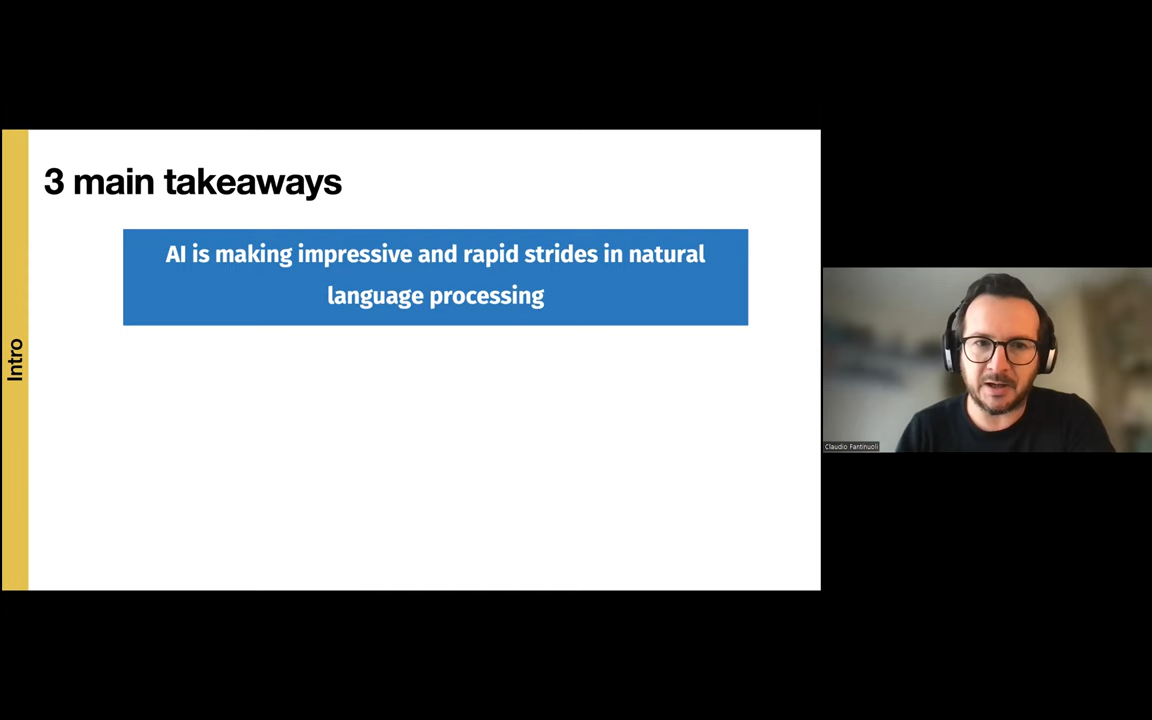 3 main takeaways
AI is making impressive and rapid strides in natural
language processing
Intro
Claudio Fantinuoli